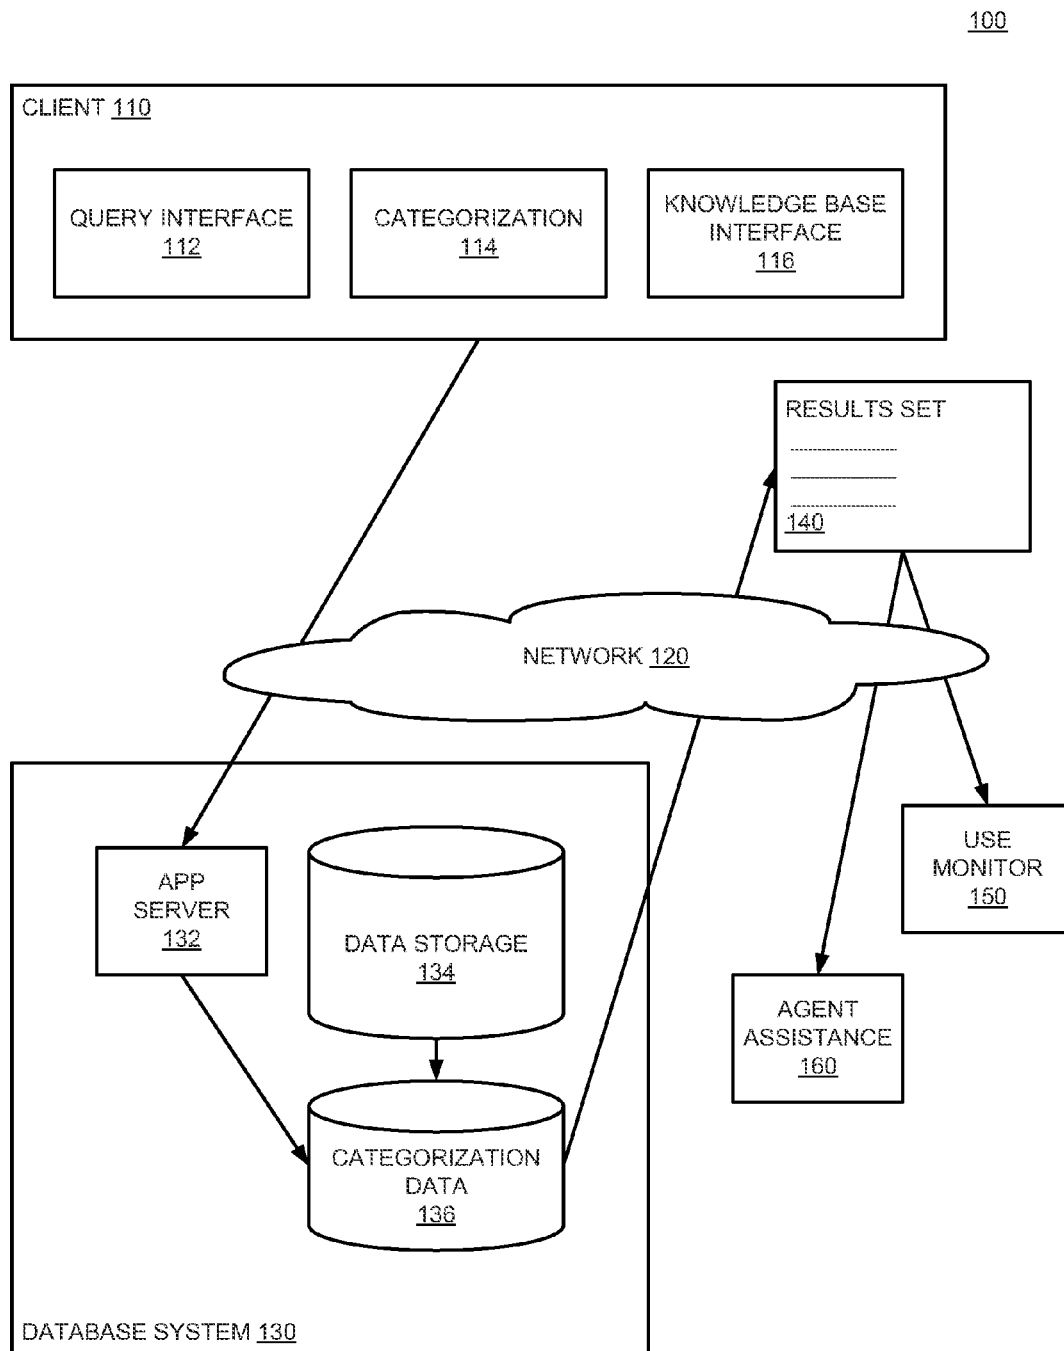 100
CLIENT 110
QUERY INTERFACE
112
CATEGORIZATION
114
KNOWLEDGE BASE
INTERFACE
116
RESULTS SET
140
NETWORK 120
USE
MONITOR
150
APP
SERVER
132
DATA STORAGE
134
AGENT
ASSISTANCE
160
CATEGORIZATION
DATA
136
DATABASE SYSTEM 130